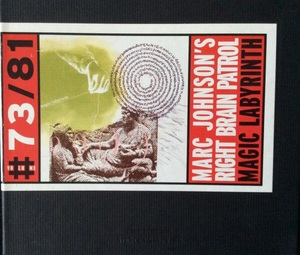 #73/81
MARC JOHNSON'S
RIGHT BRAIN PATROL
MAGIC LABYRINTH